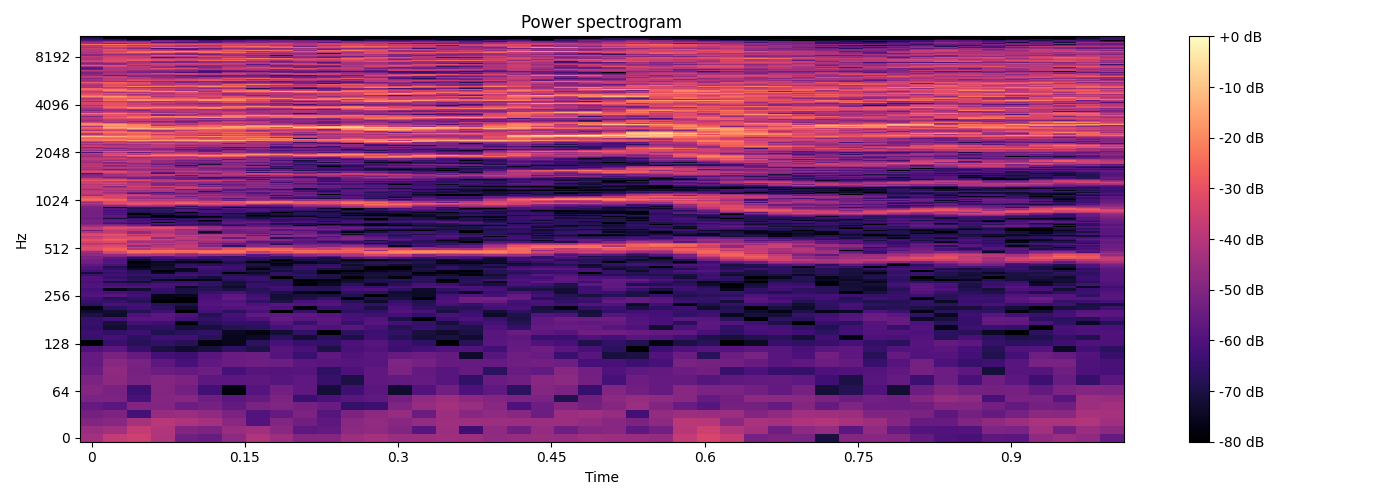 Power spectrogram
Hz
8192
4096
2048
1024
512
256
128
64
0
0 0.15 0.3 0.45 0.6 0.75 0.9
Time
+0 dB
-10 dB
-20 dB
-30 dB
-40 dB
-50 dB
-60 dB
-70 dB
-80 dB